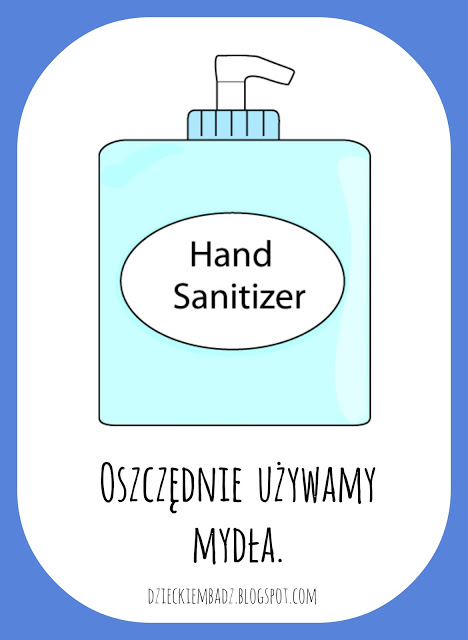 Hand
Sanitizer
Oszczędnie używamy
mydła.
dzieckiembadz.blogspot.com